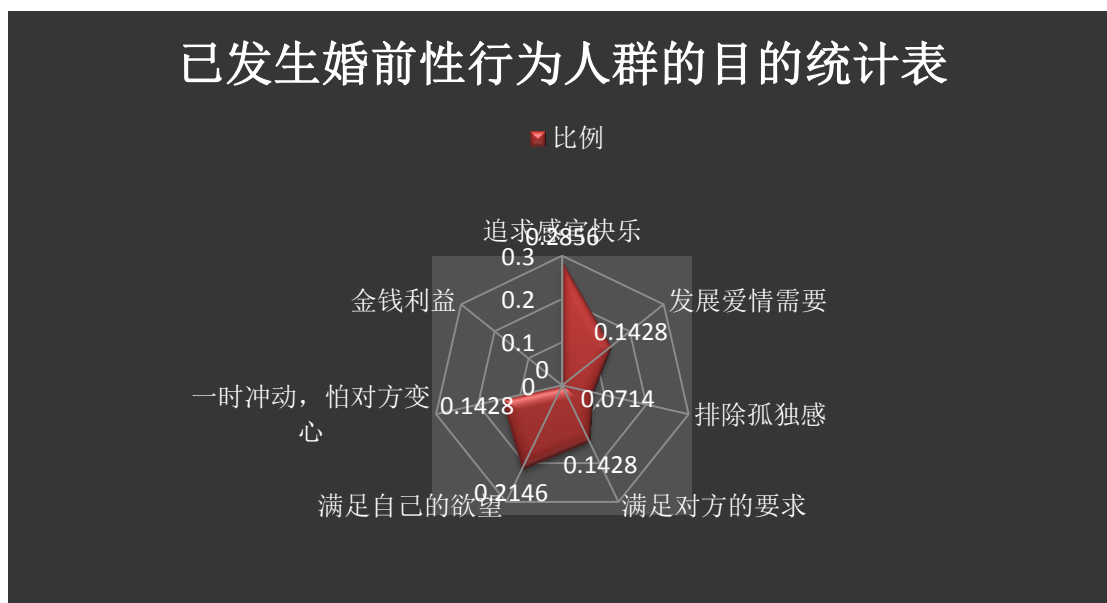 已发生婚前性行为人群的目的统计表
比例
追求感官快乐
0.2856
0.3
金钱利益
0.2
发展爱情需要
0.1428
0.1
0
0
一时冲动，怕对方变
心
0.1428
0.0714
排除孤独感
0.1428
0.2146
满足自己的欲望
满足对方的要求